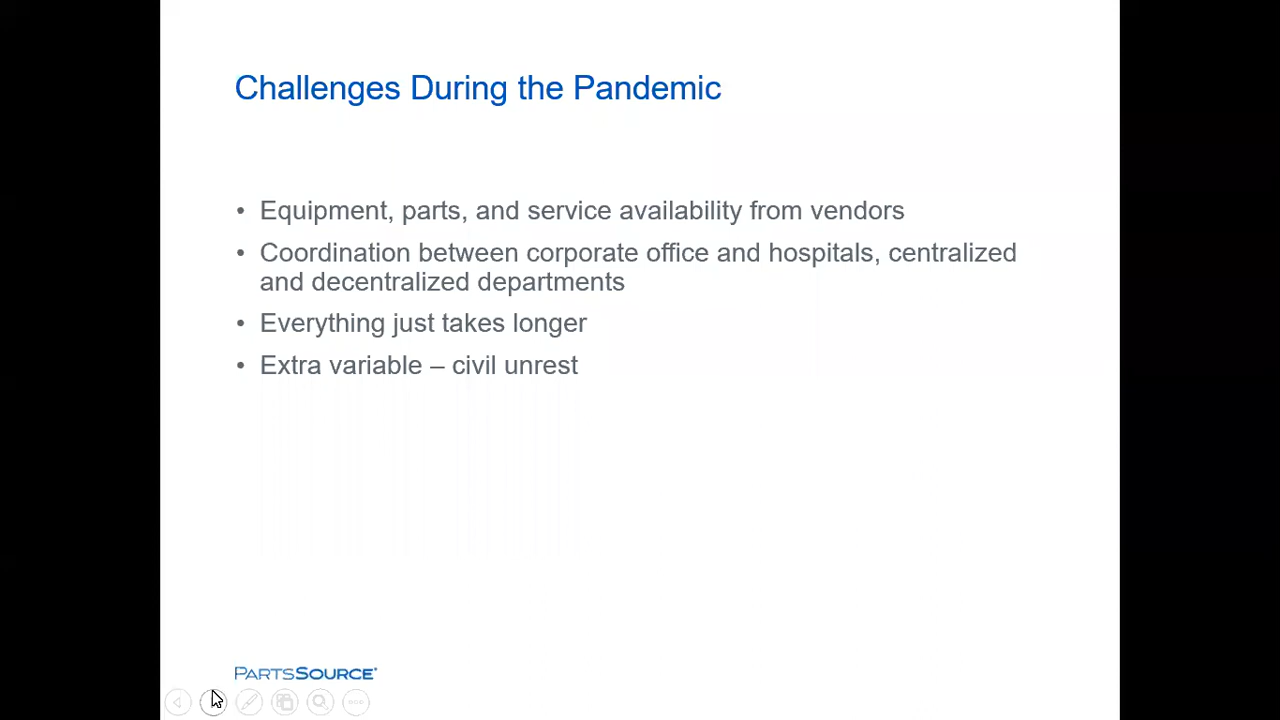 Challenges During the Pandemic
• Equipment, parts, and service availability from vendors
• Coordination between corporate office and hospitals, centralized
and decentralized departments
• Everything just takes longer
• Extra variable – civil unrest
PARTSSOURCE®